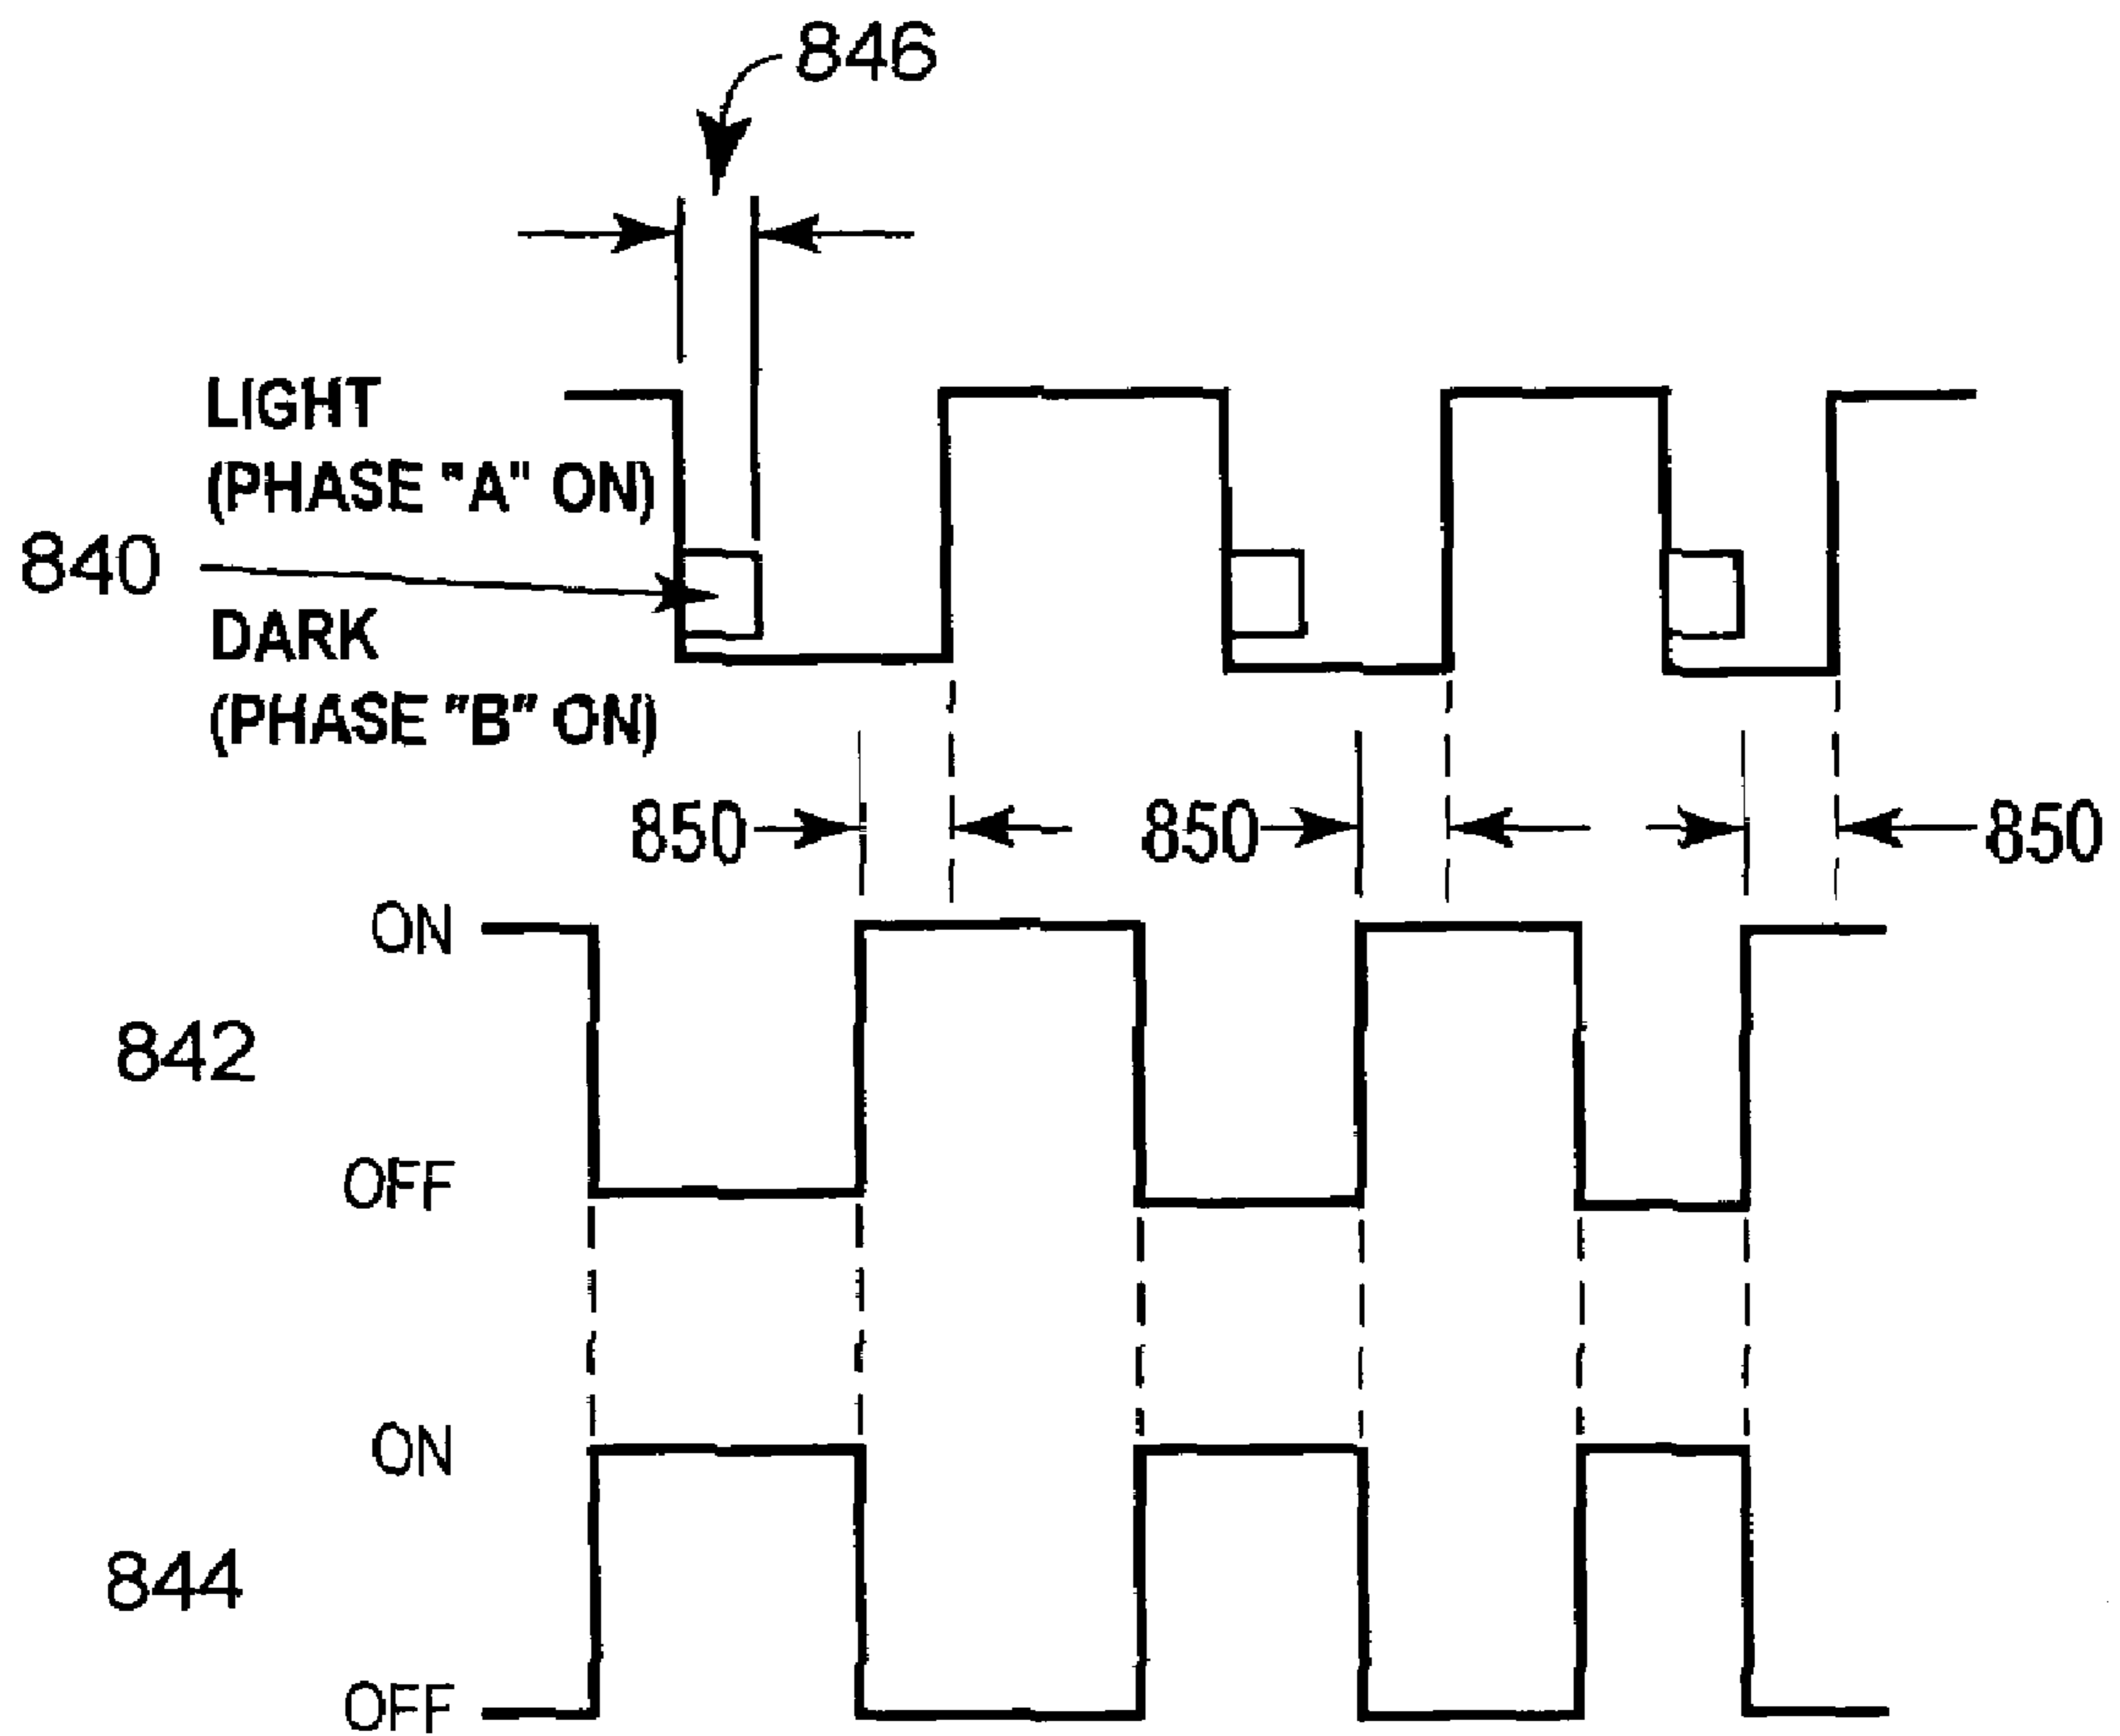 846
LIGHT
(PHASE "A" ON)
840
DARK
(PHASE "B" ON)
850 850 850
ON
842
OFF
ON
844
OFF